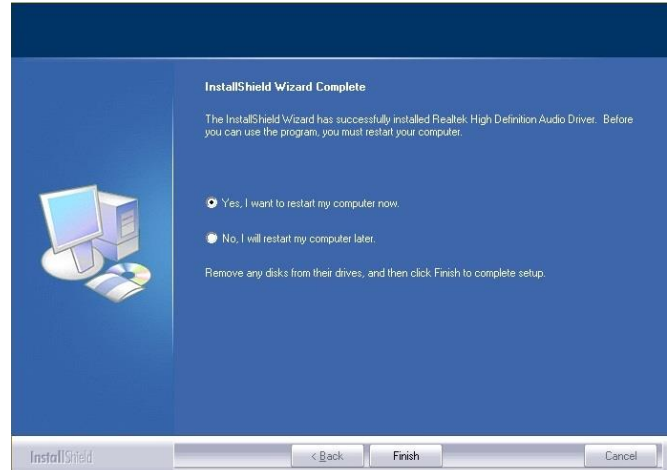 InstallShield Wizard Complete
The InstallShield Wizard has successfully installed Realtek High Definition Audio Driver. Before
you can use the program, you must restart your computer.
Yes, I want to restart my computer now.
No, I will restart my computer later.
Remove any disks from their drives, and then click Finish to complete setup.
InstallShield
< Back
Finish
Cancel